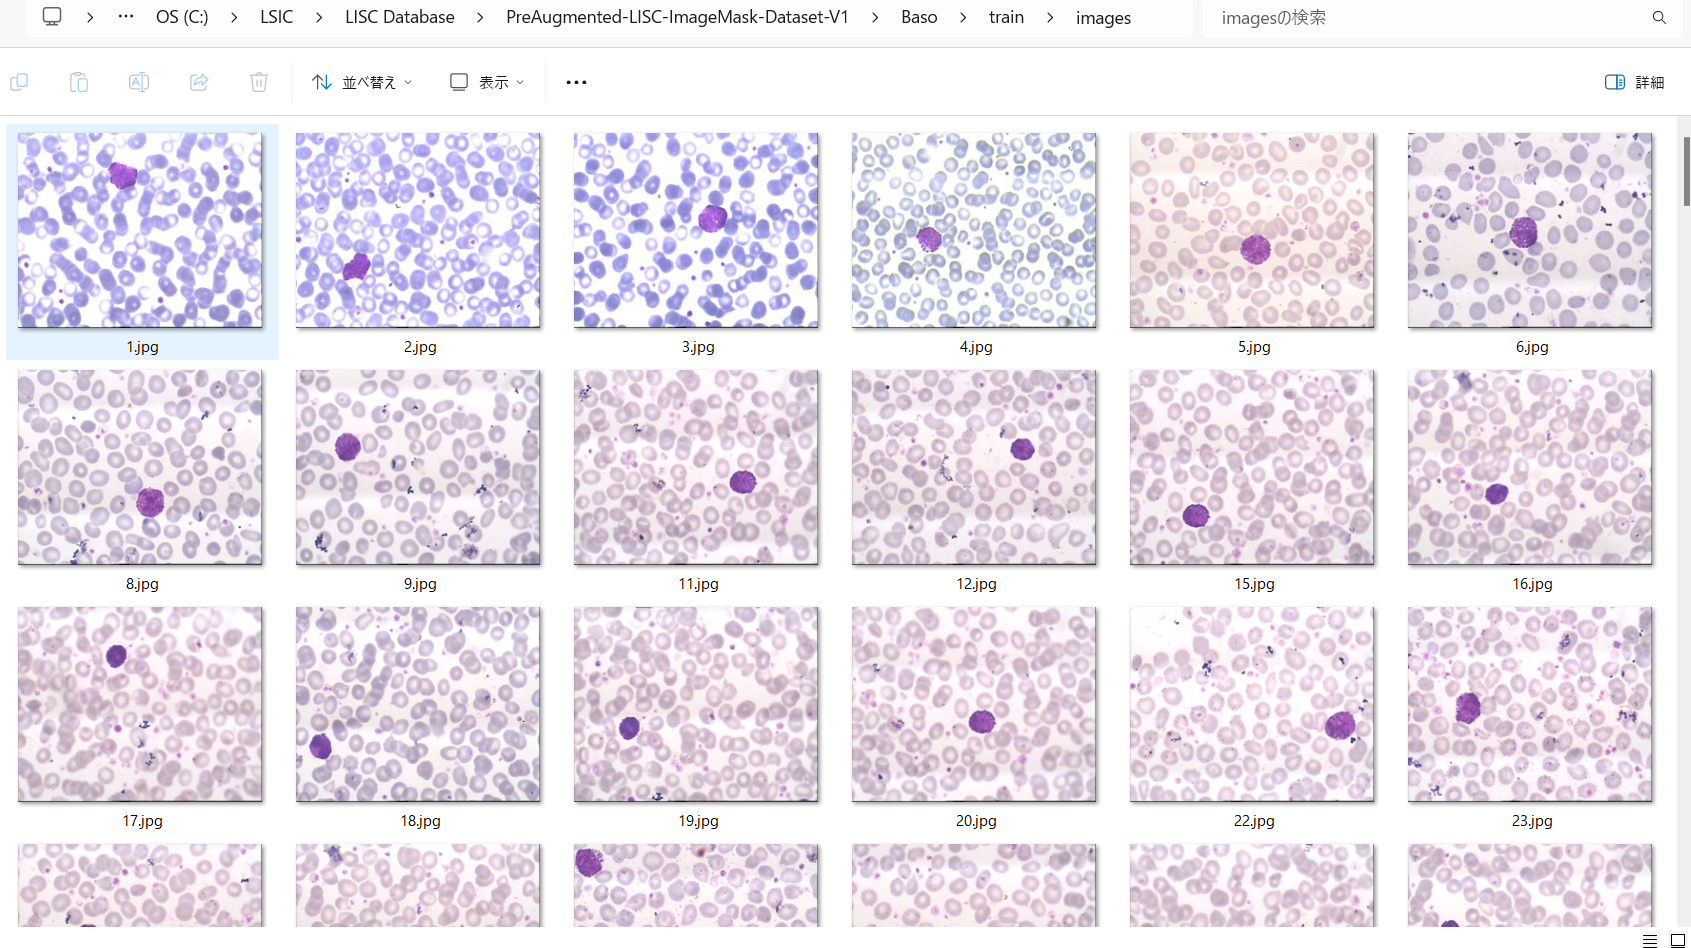 OS (C:) LSIC LISC Database PreAugmented-LISC-ImageMask-Dataset-V1 Baso train images imagesの検索
並べ替え 表示 詳細
1.jpg 2.jpg 3.jpg 4.jpg 5.jpg 6.jpg
8.jpg 9.jpg 11.jpg 12.jpg 15.jpg 16.jpg
17.jpg 18.jpg 19.jpg 20.jpg 22.jpg 23.jpg